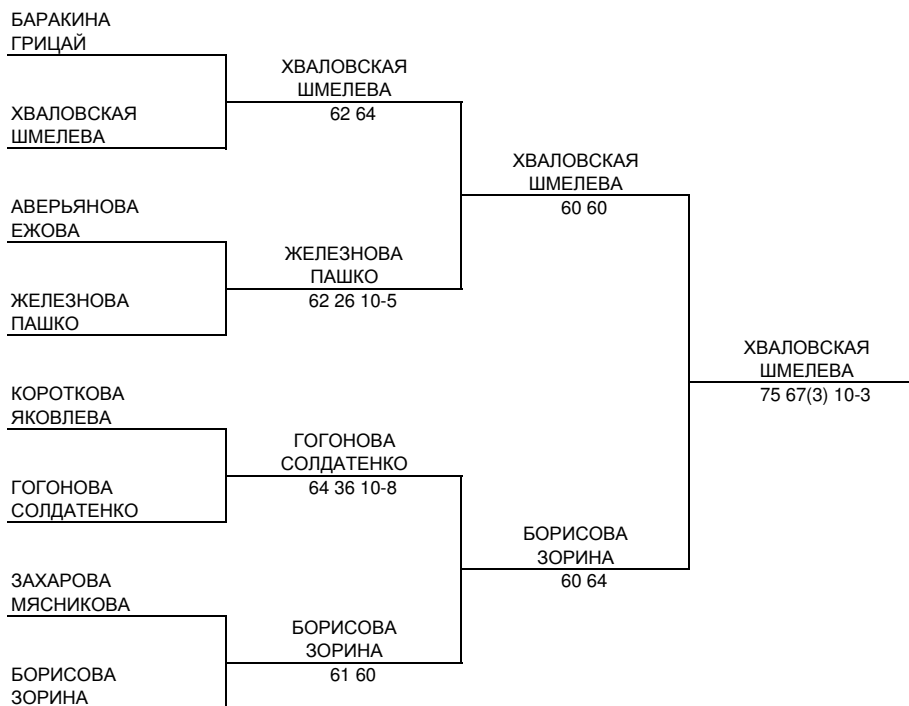 БАРАКИНА
ГРИЦАЙ
ХВАЛОВСКАЯ
ШМЕЛЕВА
62 64
ХВАЛОВСКАЯ
ШМЕЛЕВА
ХВАЛОВСКАЯ
ШМЕЛЕВА
60 60
АВЕРЬЯНОВА
ЕЖОВА
ЖЕЛЕЗНОВА
ПАШКО
62 26 10-5
ЖЕЛЕЗНОВА
ПАШКО
ХВАЛОВСКАЯ
ШМЕЛЕВА
75 67(3) 10-3
КОРОТКОВА
ЯКОВЛЕВА
ГОГОНОВА
СОЛДАТЕНКО
64 36 10-8
ГОГОНОВА
СОЛДАТЕНКО
БОРИСОВА
ЗОРИНА
60 64
ЗАХАРОВА
МЯСНИКОВА
БОРИСОВА
ЗОРИНА
61 60
БОРИСОВА
ЗОРИНА